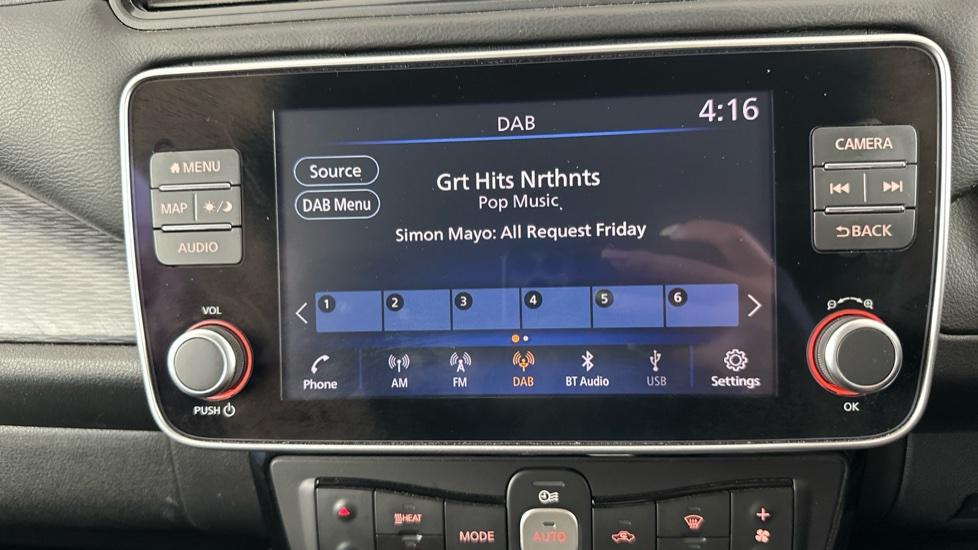 DAB
4:16
MENU
MAP
AUDIO
VOL
PUSH
Source
DAB Menu
Grt Hits Nrthnts
Pop Music
Simon Mayo: All Request Friday
1 2 3 4 5 6
Phone AM FM DAB BT Audio USB Settings
CAMERA
BACK
OK
HEAT
MODE
AUTO
+